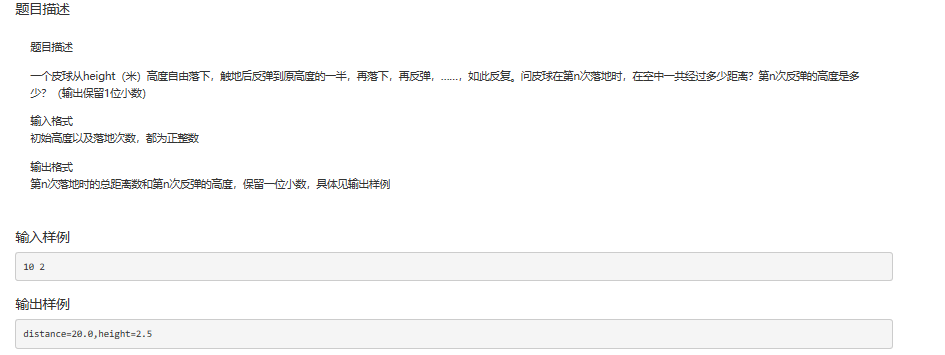 题目描述
题目描述
一个皮球从height（米）高度自由落下，触地后反弹到原高度的一半，再落下，再反弹，……，如此反复。问皮球在第n次落地时，在空中一共经过多少距离？第n次反弹的高度是多
少？（输出保留1位小数）
输入格式
初始高度以及落地次数，都为正整数
输出格式
第n次落地时的总距离数和第n次反弹的高度，保留一位小数，具体见输出样例
输入样例
10 2
输出样例
distance=20.0,height=2.5